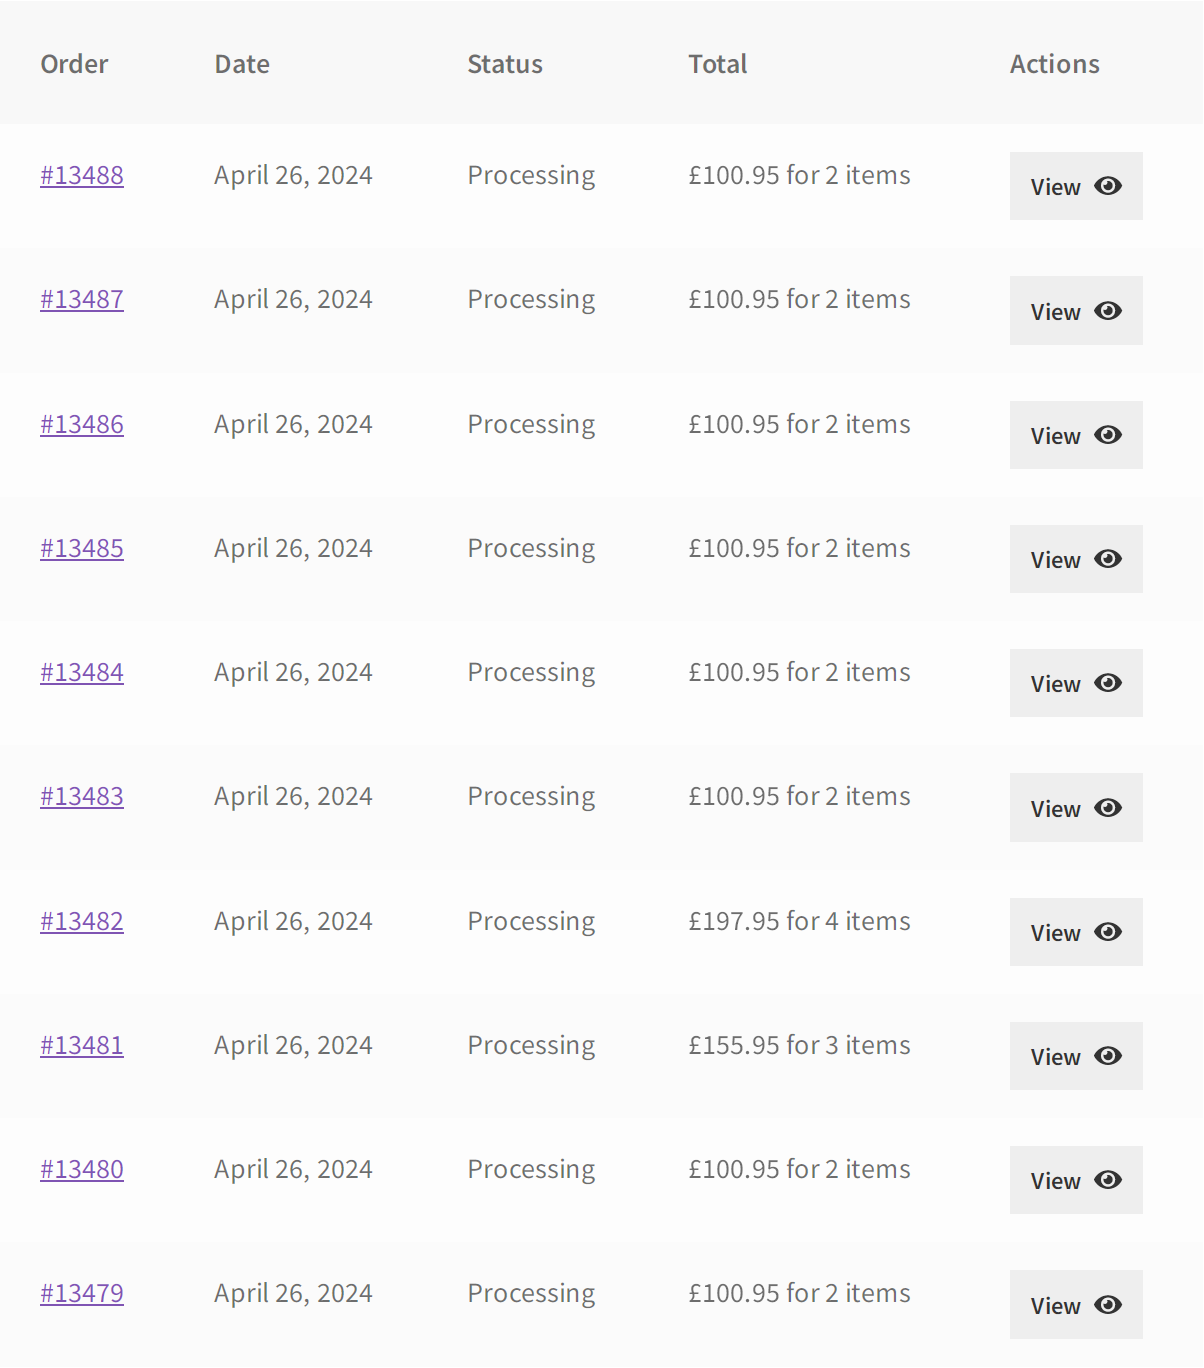 Order Date Status Total Actions
#13488 April 26, 2024 Processing £100.95 for 2 items View
#13487 April 26, 2024 Processing £100.95 for 2 items View
#13486 April 26, 2024 Processing £100.95 for 2 items View
#13485 April 26, 2024 Processing £100.95 for 2 items View
#13484 April 26, 2024 Processing £100.95 for 2 items View
#13483 April 26, 2024 Processing £100.95 for 2 items View
#13482 April 26, 2024 Processing £197.95 for 4 items View
#13481 April 26, 2024 Processing £155.95 for 3 items View
#13480 April 26, 2024 Processing £100.95 for 2 items View
#13479 April 26, 2024 Processing £100.95 for 2 items View